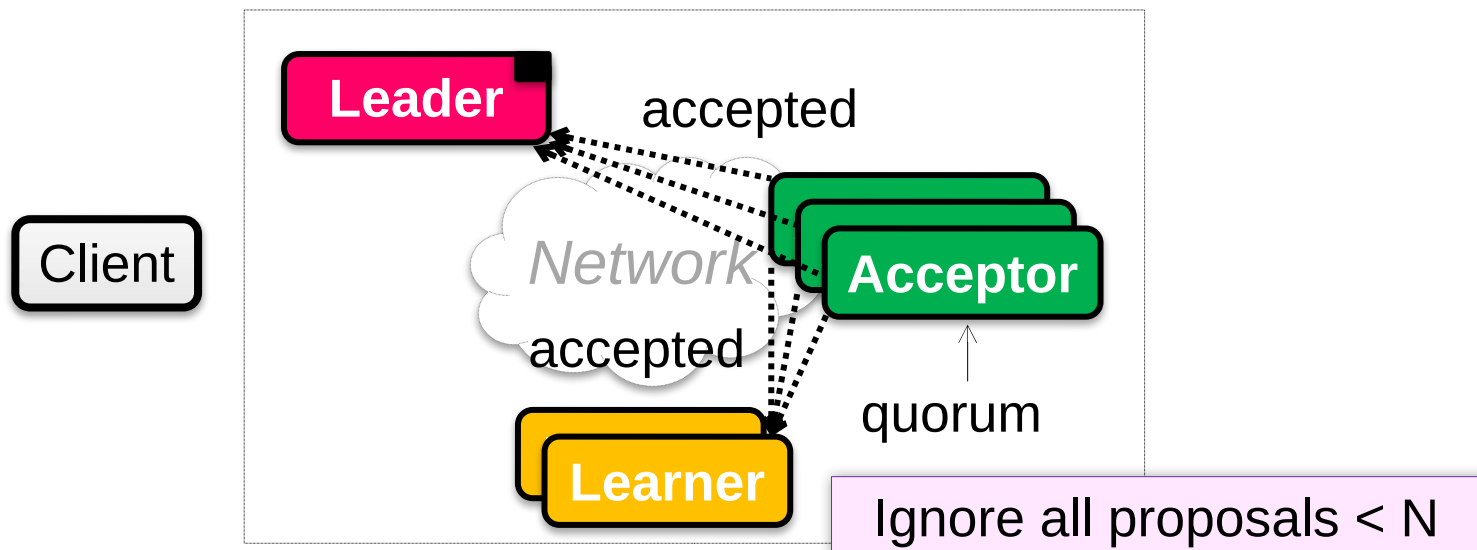 Leader
accepted
Client
Network
Acceptor
accepted
quorum
Learner
Ignore all proposals < N